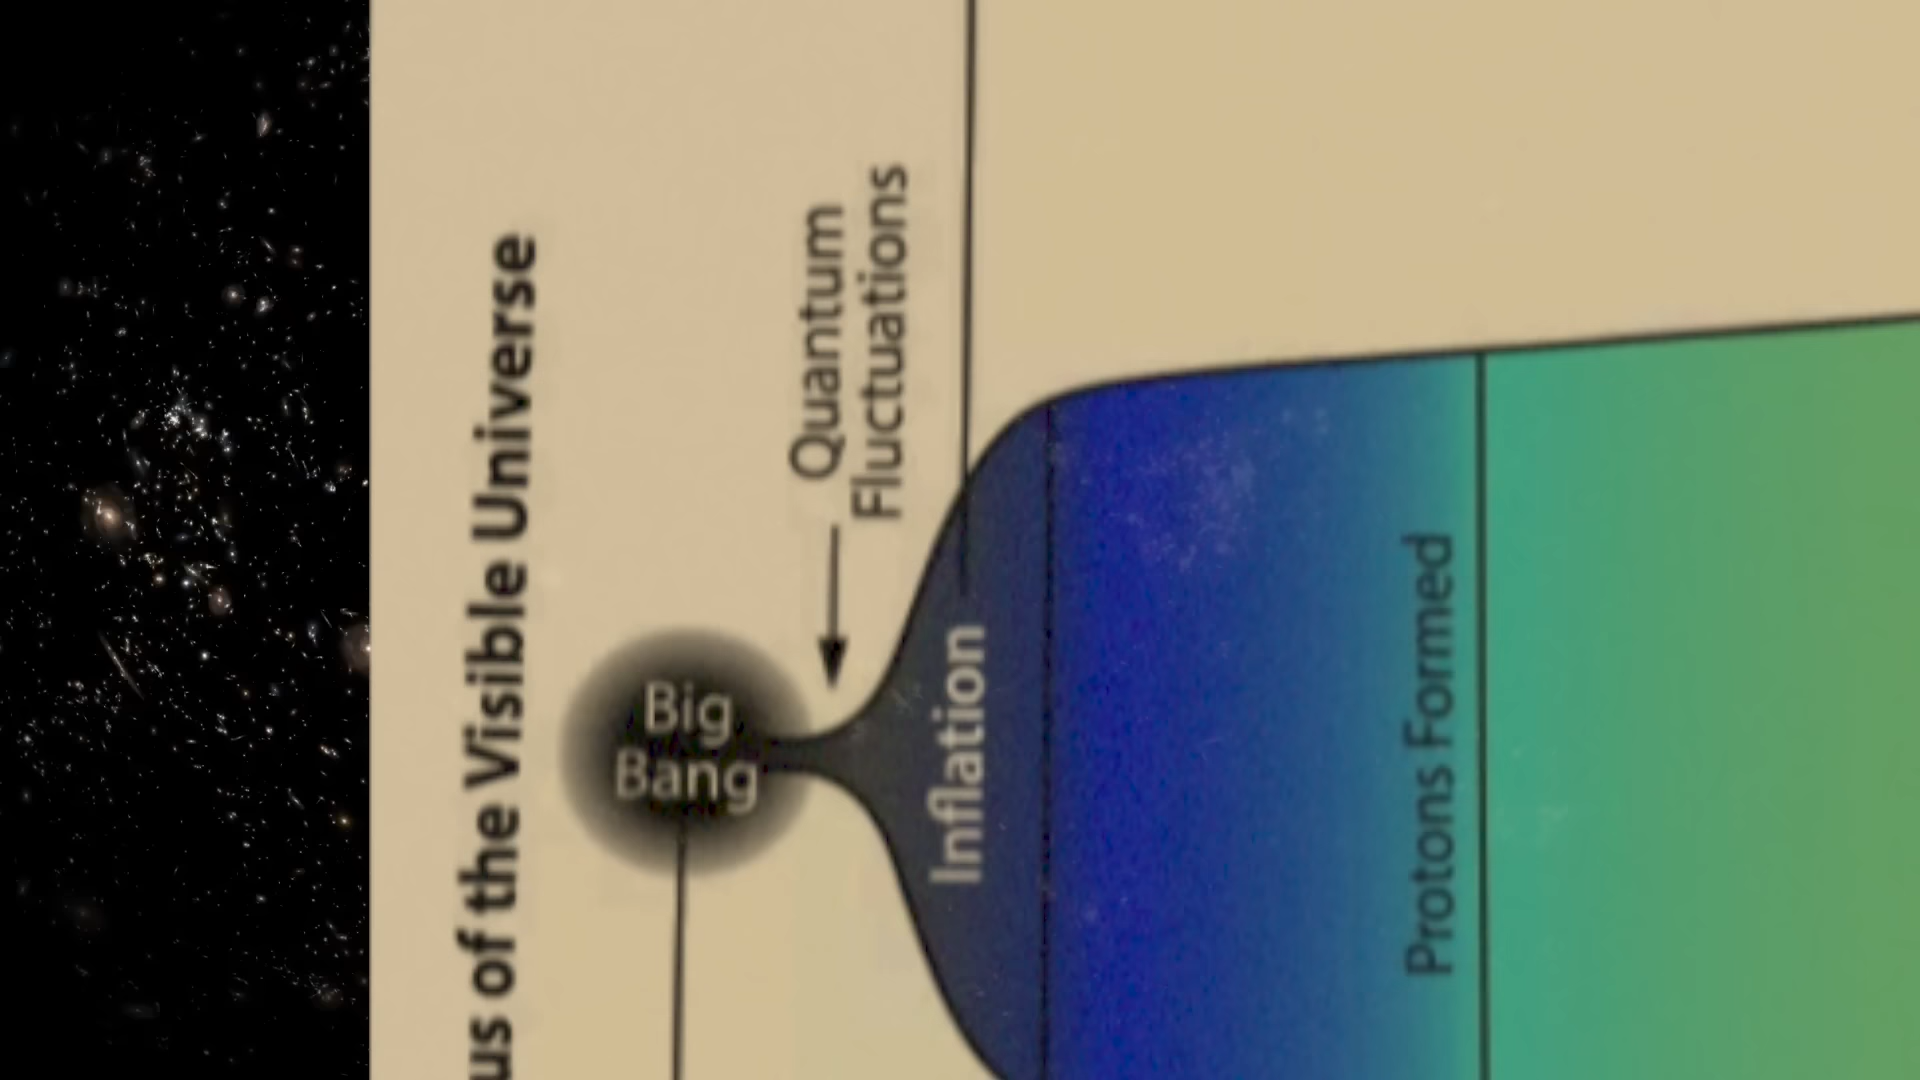 us of the Visible Universe
Big
Bang
Quantum
Fluctuations
Inflation
Protons Formed